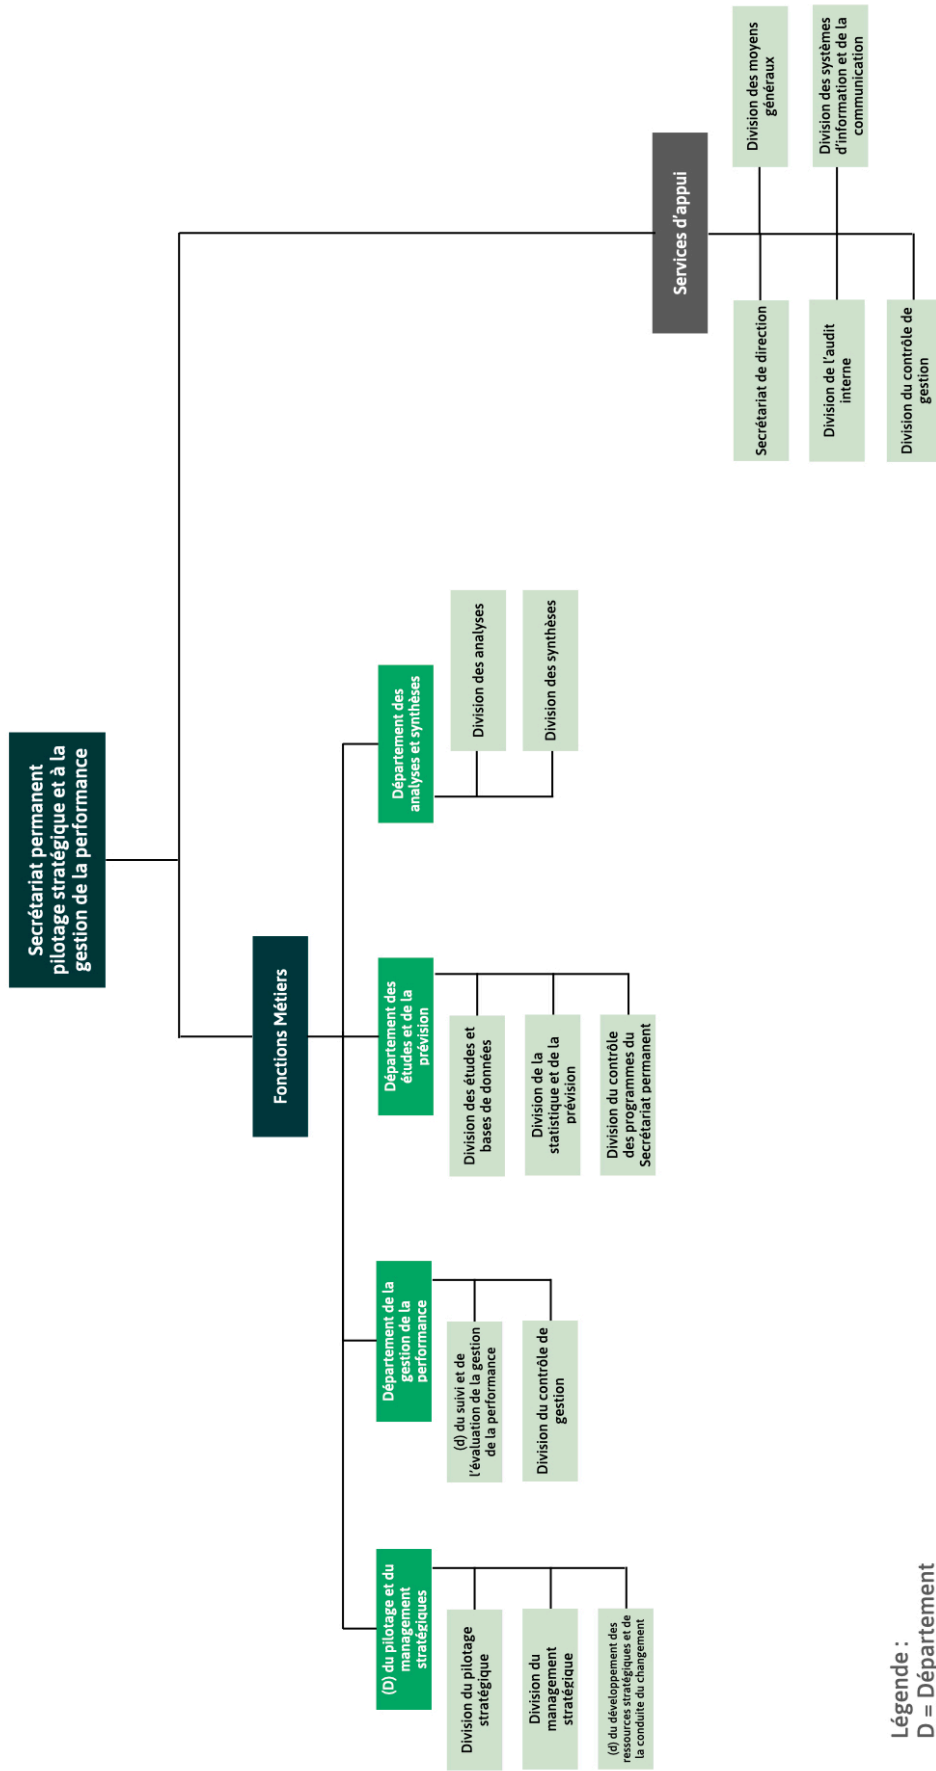 Secrétariat permanent
pilotage stratégique et à la
gestion de la performance
Fonctions Métiers
Services d'appui
(D) du pilotage et du
management
stratégiques
Division du pilotage
stratégique
Division du
management
stratégique
(d) du développement des
ressources stratégiques et de
la conduite du changement
Département de la
gestion de la
performance
(d) du suivi et de
l'évaluation de la gestion
de la performance
Division du contrôle de
gestion
Département des
études et de la
prévision
Division des études et
bases de données
Division de la
statistique et de la
prévision
Division du contrôle
des programmes du
Secrétariat permanent
Département des
analyses et synthèses
Division des analyses
Division des synthèses
Secrétariat de direction
Division des moyens
généraux
Division de l'audit
interne
Division des systèmes
d'information et de la
communication
Division du contrôle de
gestion
Légende :
D = Département